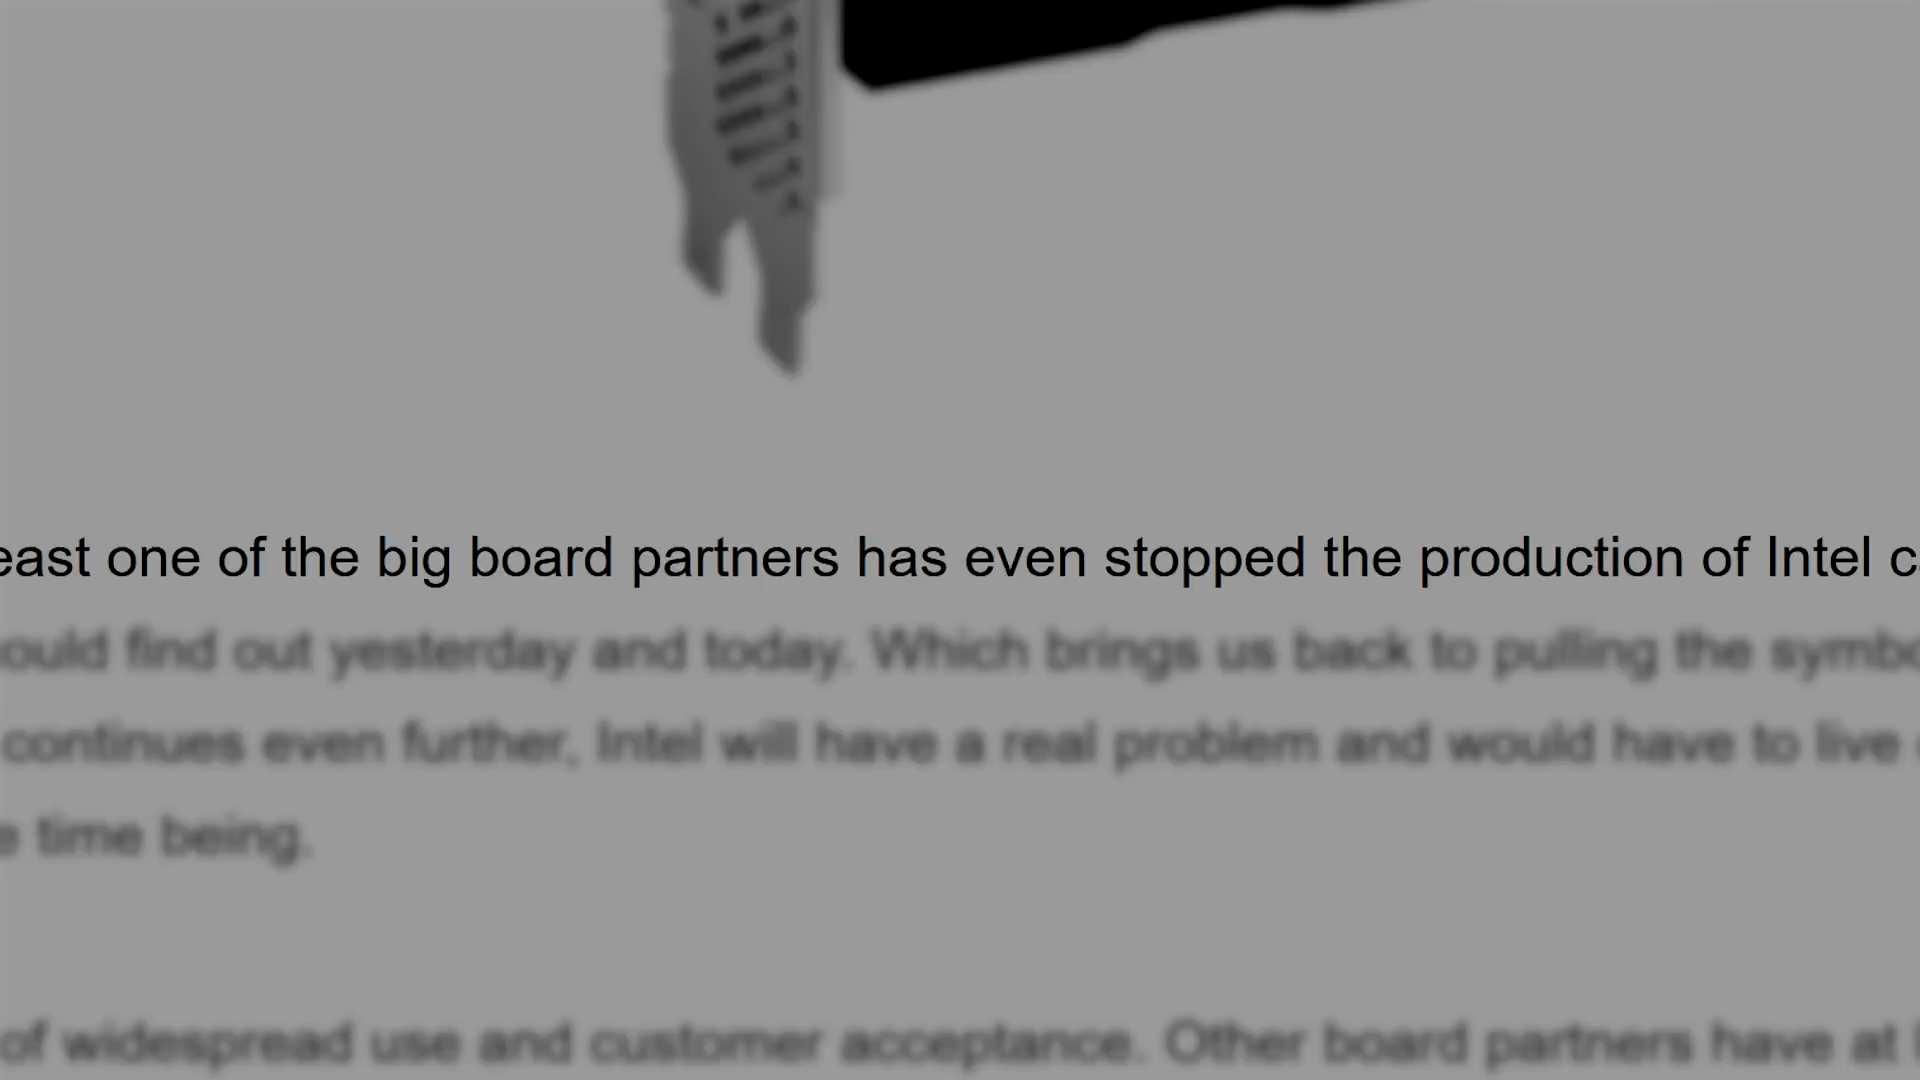 east one of the big board partners has even stopped the production of Intel c
ould find out yesterday and today. Which brings us back to pulling the symbo
continues even further, Intel will have a real problem and would have to live
e time being.
of widespread use and customer acceptance. Other board partners have at